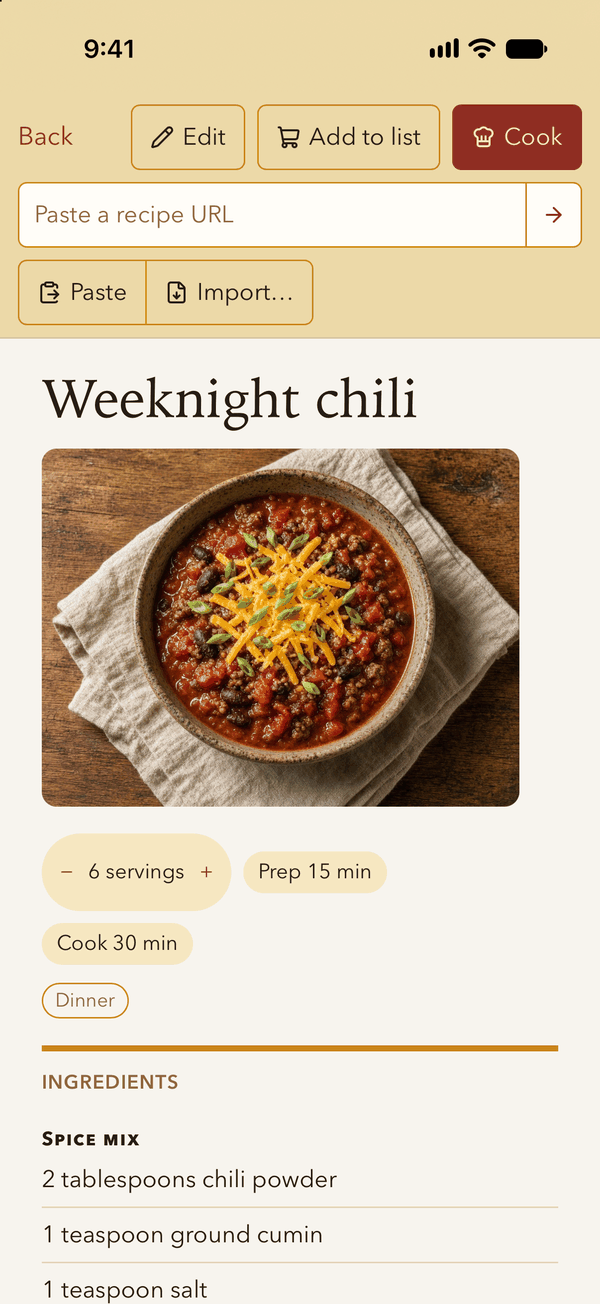 9:41
Back
Edit
Add to list
Cook
Paste a recipe URL
Paste
Import...
Weeknight chili
− 6 servings +
Prep 15 min
Cook 30 min
Dinner
INGREDIENTS
SPICE MIX
2 tablespoons chili powder
1 teaspoon ground cumin
1 teaspoon salt